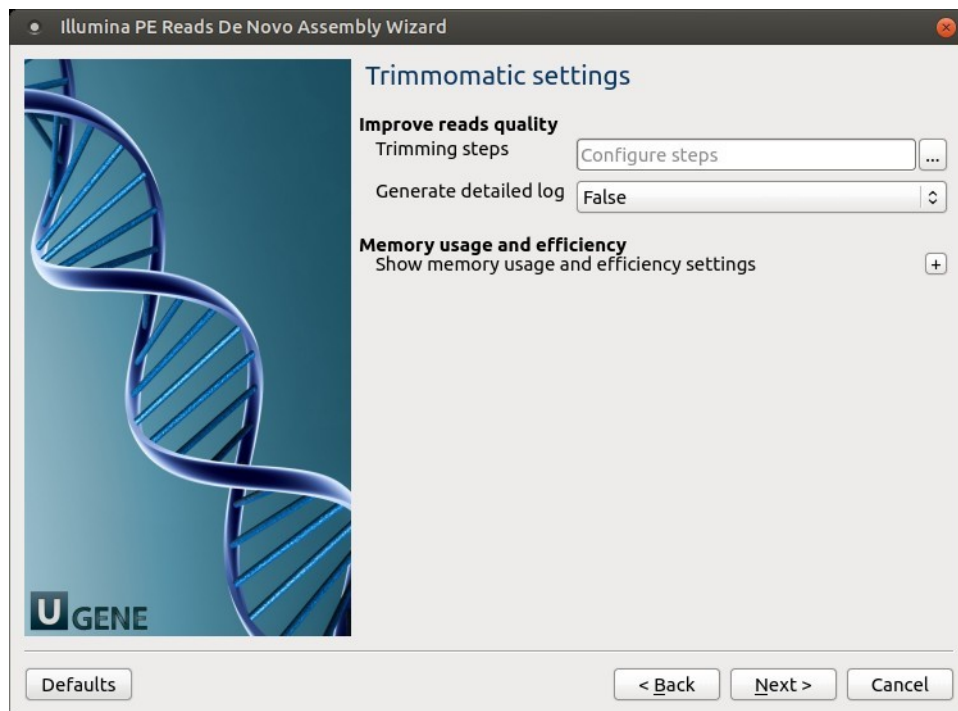 Illumina PE Reads De Novo Assembly Wizard
Trimmomatic settings
Improve reads quality
Trimming steps
Configure steps
...
Generate detailed log
False
Memory usage and efficiency
Show memory usage and efficiency settings
+
U GENE
Defaults
< Back
Next >
Cancel